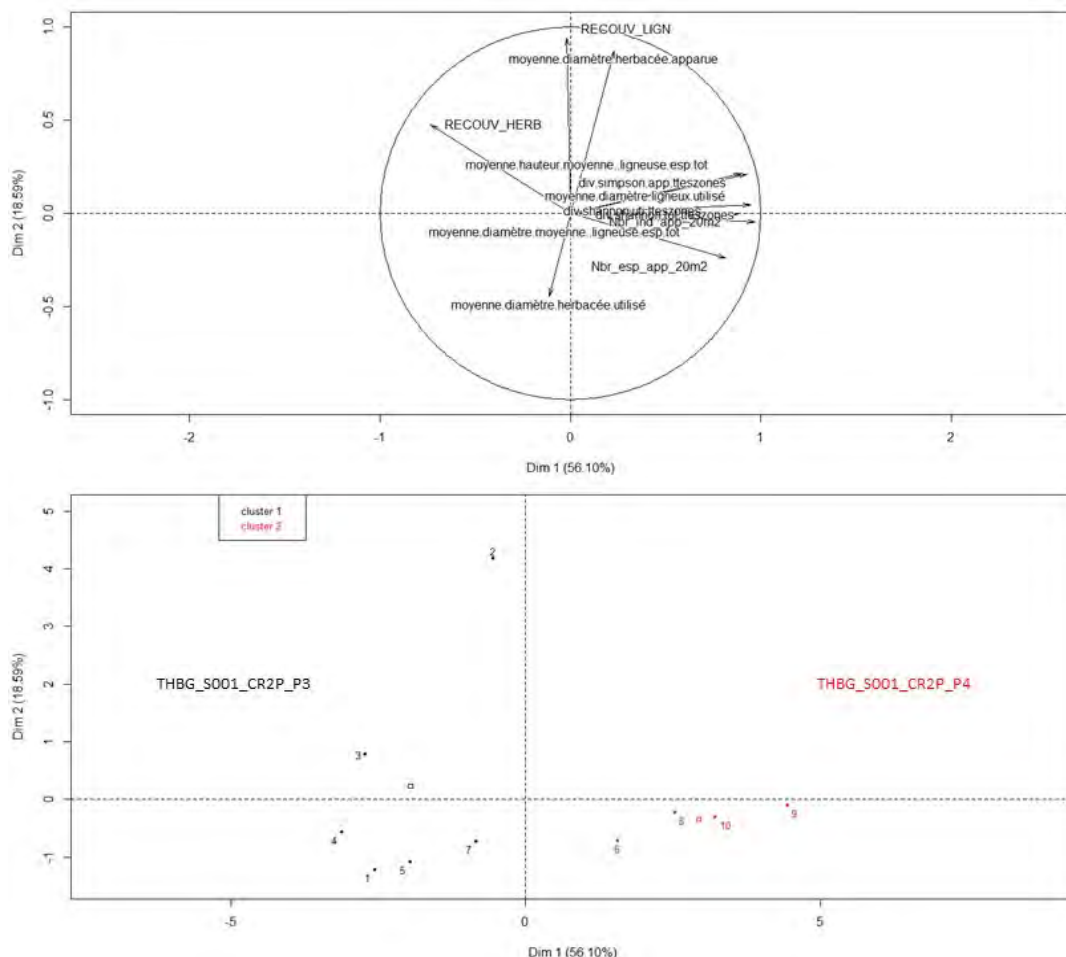 1.0
0.5
0.0
-0.5
-1.0
Dim 2 (18.59%)
RECOUV_LIGN
moyenne.diamètre.herbacée.apparue
RECOUV_HERB
moyenne.hauteur.moyenne..ligneuse.esp.tot
div.simpson.app.tteszones
moyenne.diamètre.ligneux.utilisé
Nbr_ind_app_20m2
moyenne.diamètre.moyenne..ligneuse.esp.tot
Nbr_esp_app_20m2
moyenne.diamètre.herbacée.utilisé
-2
-1
0
1
2
Dim 1 (56.10%)
cluster 1
cluster 2
5
4
3
2
1
0
-1
Dim 2 (18.59%)
2
THBG_S001_CR2P_P3
THBG_S001_CR2P_P4
3
4
1
5
7
6
8
10
9
-5
0
5
Dim 1 (56.10%)